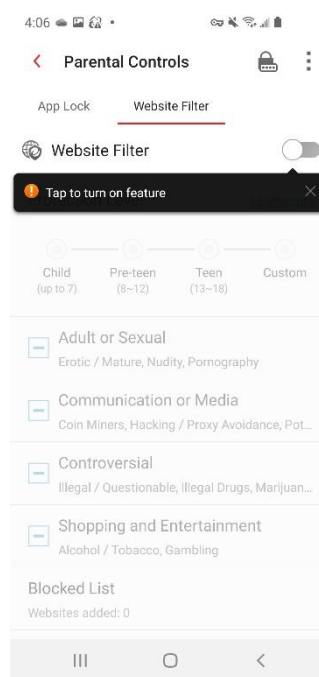 4:06
Parental Controls
App Lock
Website Filter
Website Filter
Tap to turn on feature
Child
(up to 7)
Pre-teen
(8~12)
Teen
(13~18)
Custom
Adult or Sexual
Erotic / Mature, Nudity, Pornography
Communication or Media
Coin Miners, Hacking / Proxy Avoidance, Pot...
Controversial
Illegal / Questionable, Illegal Drugs, Marijuan...
Shopping and Entertainment
Alcohol / Tobacco, Gambling
Blocked List
Websites added: 0